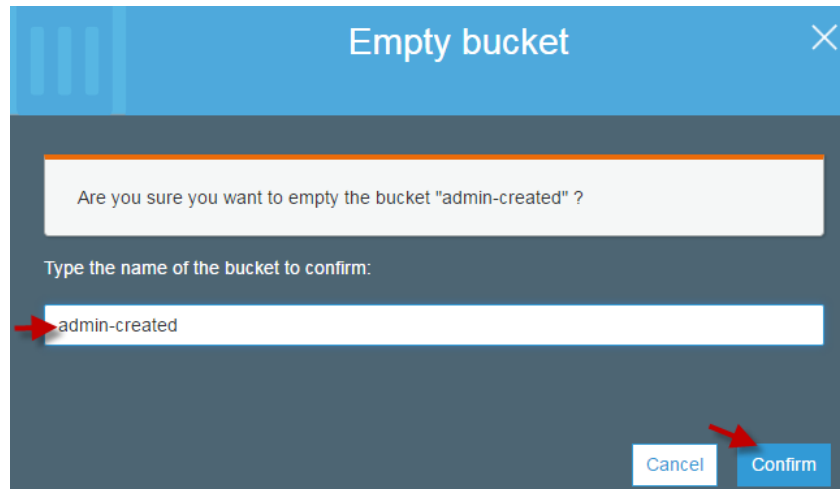 Empty bucket
Are you sure you want to empty the bucket "admin-created" ?
Type the name of the bucket to confirm:
admin-created
Cancel
Confirm